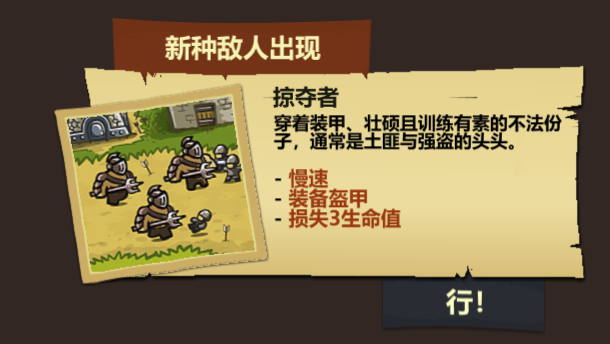 新种敌人出现
掠夺者
穿着装甲、壮硕且训练有素的不法份
子，通常是土匪与强盗的头头。
- 慢速
- 装备盔甲
- 损失3生命值
行！